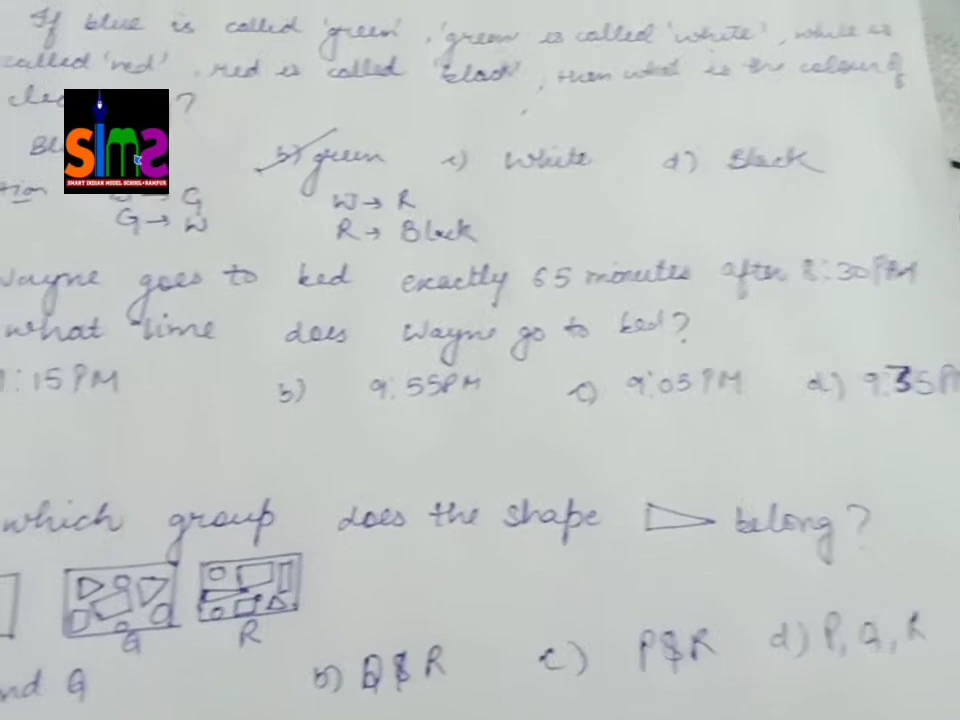 If blue is called 'green', 'green is called 'white', white is
called 'red', red is called 'black', then what is the colour of
SIMS
SMART INDIAN MODEL SCHOOL-RAMPUR
b) green c) White d) Black
G W → R
G → W R → Black
Wayne goes to bed exactly 65 minutes after 8:30PM
what time does Wayne go to bed?
:15PM b) 9:55PM c) 9:05PM d) 9:35P
which group does the shape belong?
Q R
and Q b) Q & R c) P & R d) P, Q, R